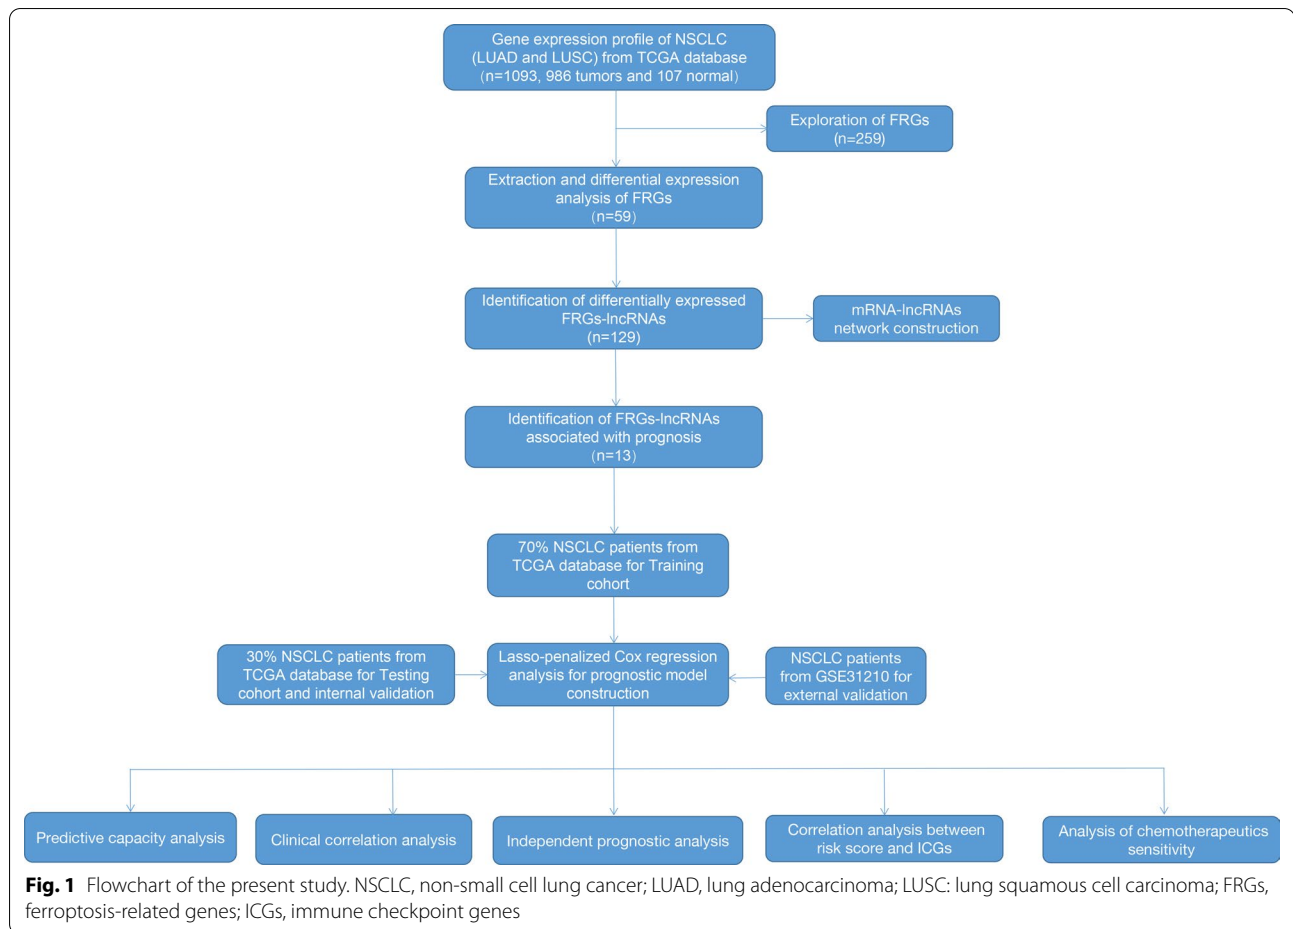 Gene expression profile of NSCLC
(LUAD and LUSC) from TCGA database
(n=1093, 986 tumors and 107 normal)
Exploration of FRGs
(n=259)
Extraction and differential expression
analysis of FRGs
(n=59)
Identification of differentially expressed
FRGs-lncRNAs
(n=129)
mRNA-lncRNAs
network construction
Identification of FRGs-lncRNAs
associated with prognosis
(n=13)
70% NSCLC patients from
TCGA database for Training
cohort
30% NSCLC patients from
TCGA database for Testing
cohort and internal validation
Lasso-penalized Cox regression
analysis for prognostic model
construction
NSCLC patients
from GSE31210 for
external validation
Predictive capacity analysis
Clinical correlation analysis
Independent prognostic analysis
Correlation analysis between
risk score and ICGs
Analysis of chemotherapeutics
sensitivity
Fig. 1 Flowchart of the present study. NSCLC, non-small cell lung cancer; LUAD, lung adenocarcinoma; LUSC: lung squamous cell carcinoma; FRGs,
ferroptosis-related genes; ICGs, immune checkpoint genes